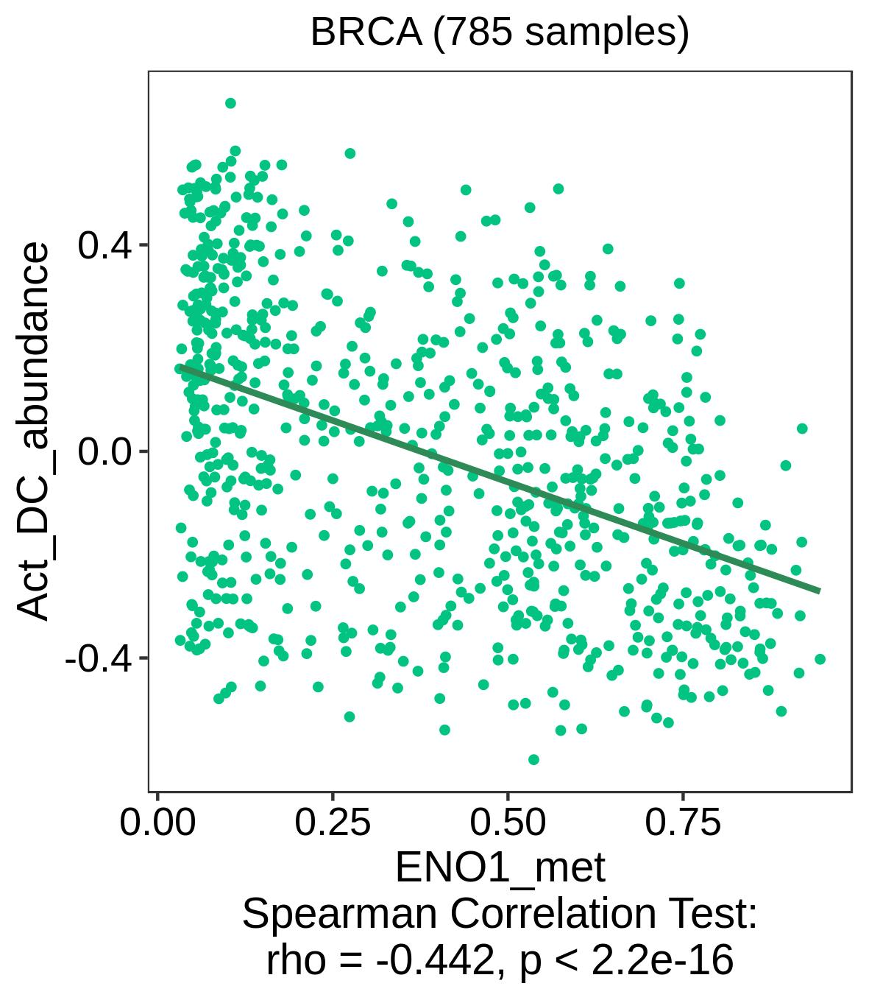 BRCA (785 samples)
Act_DC_abundance
0.4
0.0
-0.4
0.00 0.25 0.50 0.75
ENO1_met
Spearman Correlation Test:
rho = -0.442, p < 2.2e-16